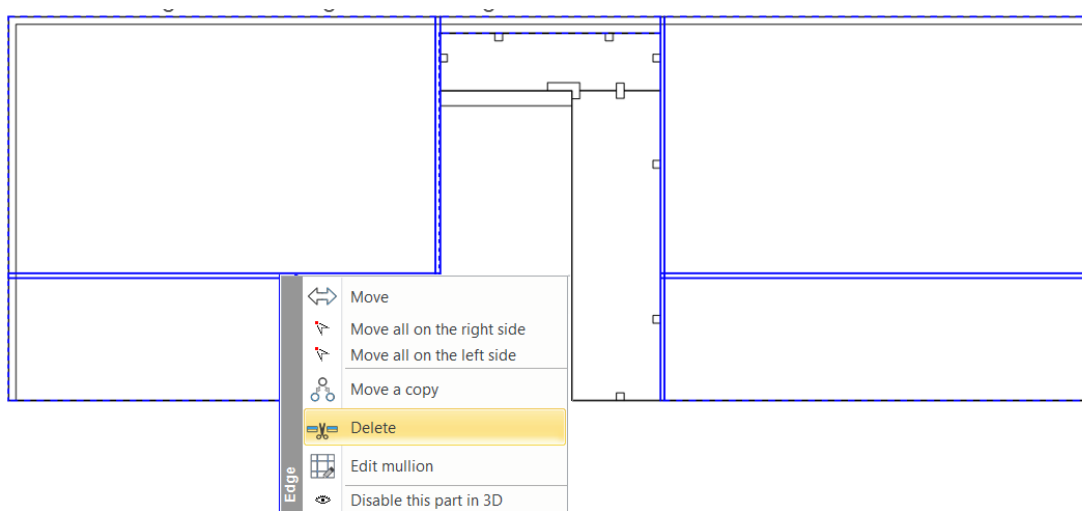 Move
Move all on the right side
Move all on the left side
Move a copy
Delete
Edit mullion
Disable this part in 3D
Edge